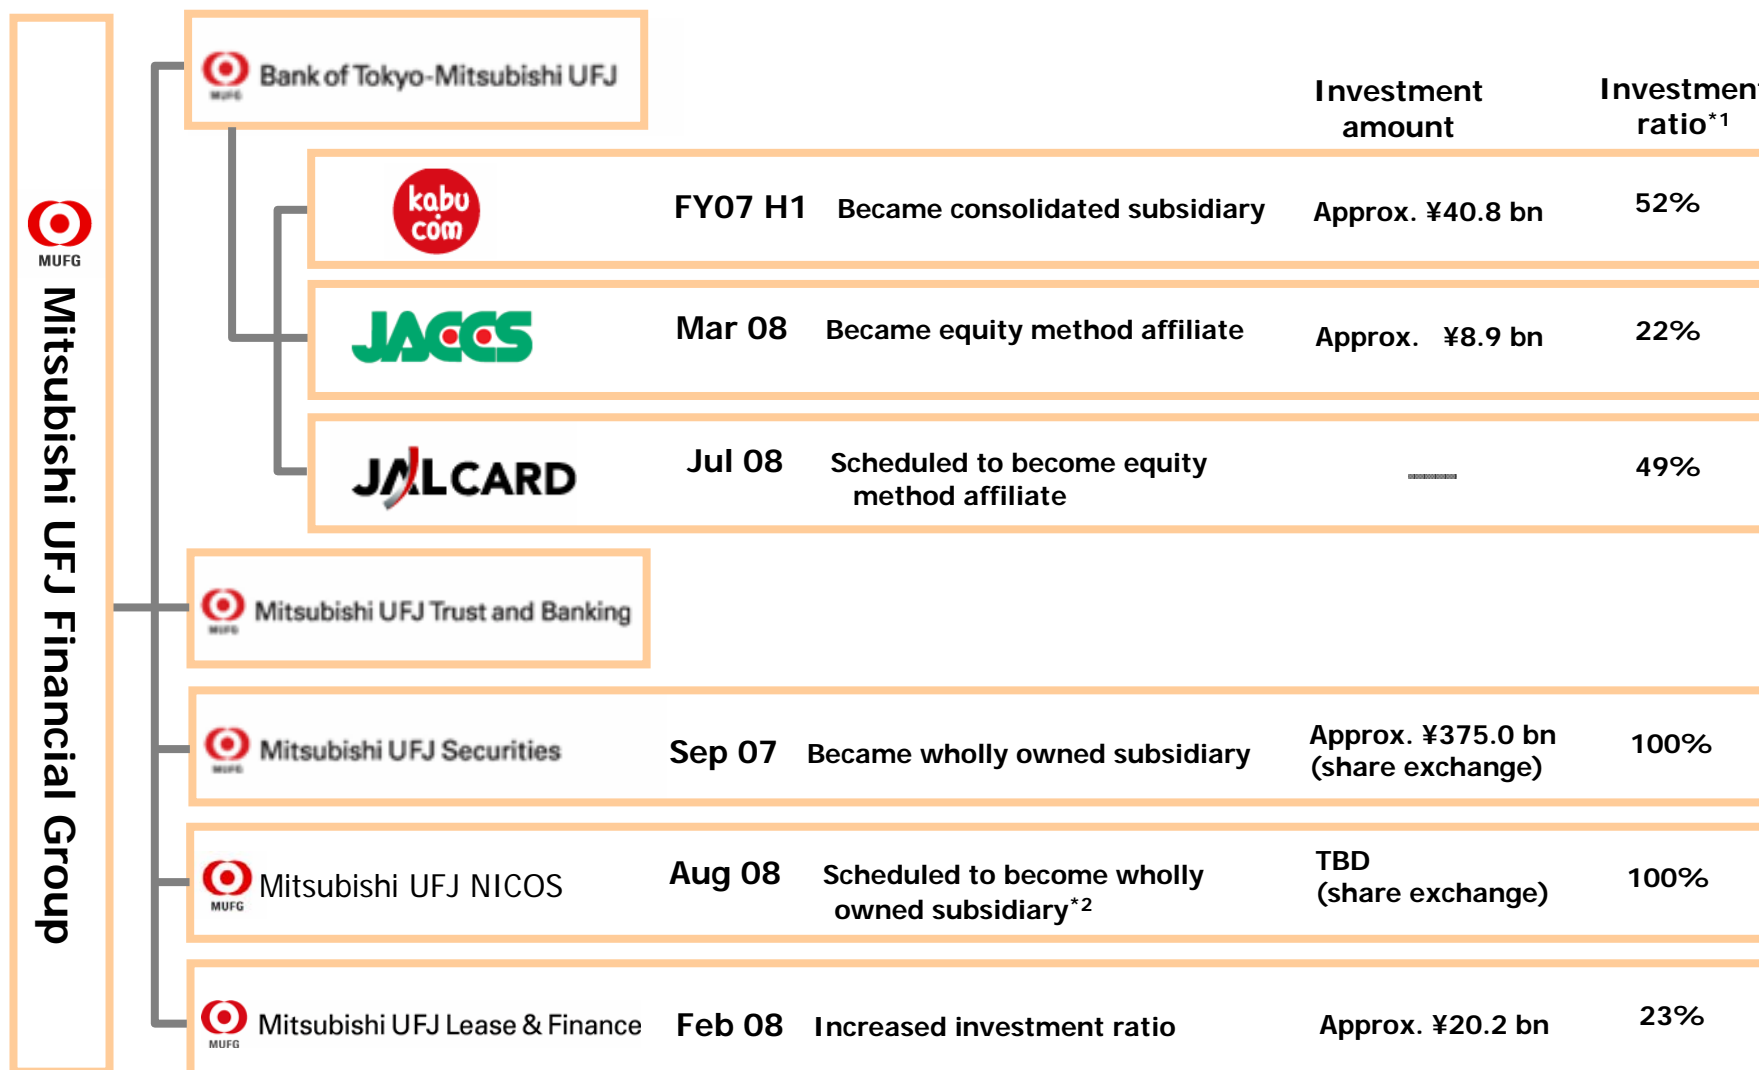 MUFG
Mitsubishi UFJ Financial Group
MUFG
Bank of Tokyo-Mitsubishi UFJ
Investment
amount
Investment
ratio*1
kabu
.com
FY07 H1 Became consolidated subsidiary Approx. ¥40.8 bn 52%
JACCS Mar 08 Became equity method affiliate Approx. ¥8.9 bn 22%
JALCARD Jul 08 Scheduled to become equity
method affiliate
49%
MUFG
Mitsubishi UFJ Trust and Banking
MUFG
Mitsubishi UFJ Securities Sep 07 Became wholly owned subsidiary
Approx. ¥375.0 bn
(share exchange)
100%
MUFG
Mitsubishi UFJ NICOS Aug 08
Scheduled to become wholly
owned subsidiary*2
TBD
(share exchange)
100%
MUFG
Mitsubishi UFJ Lease & Finance Feb 08 Increased investment ratio Approx. ¥20.2 bn 23%